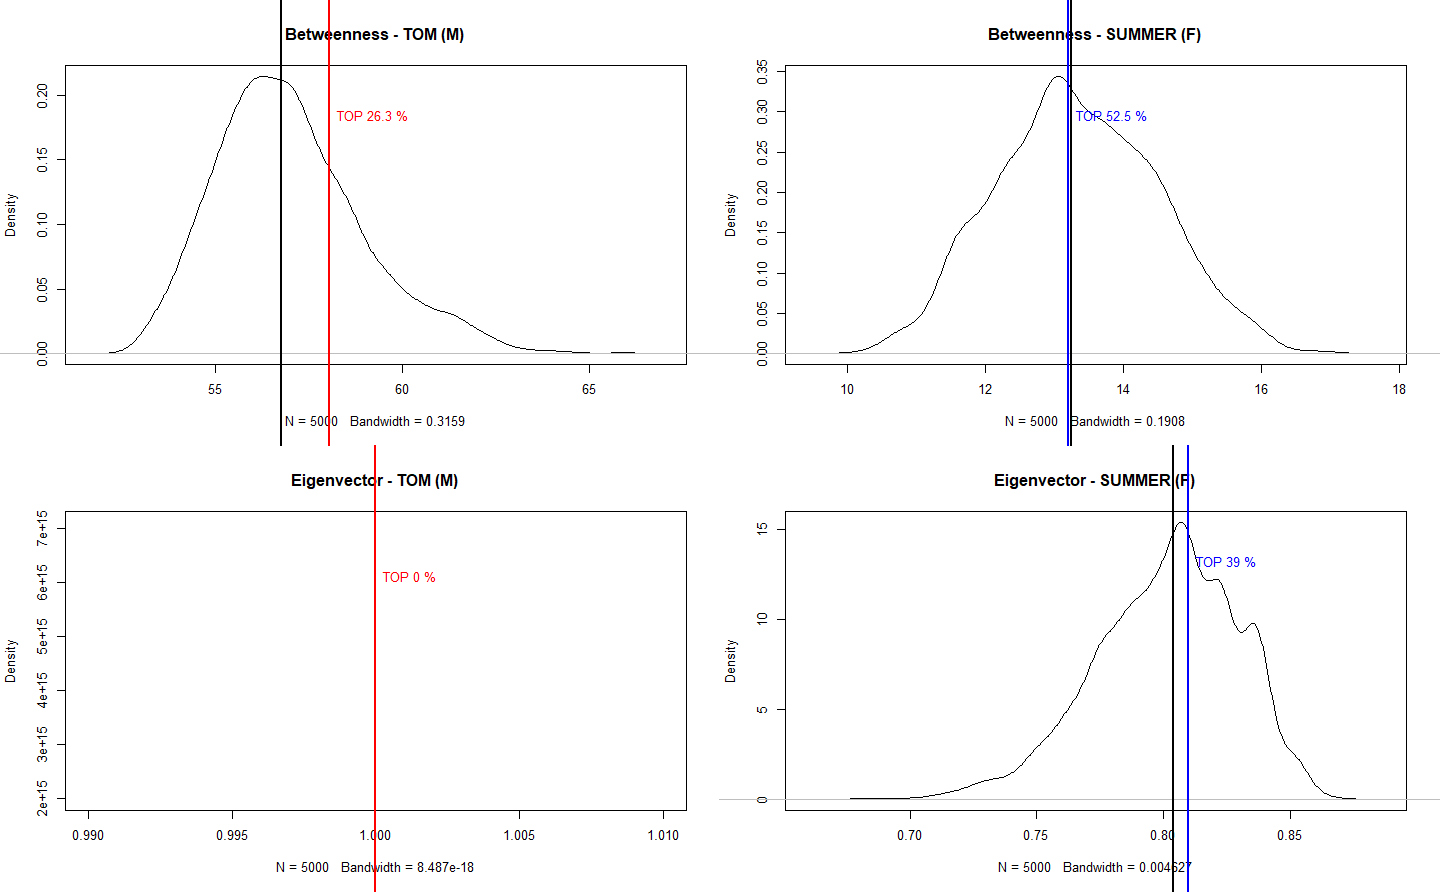 Betweenness - TOM (M)
Density
0.00 0.05 0.10 0.15 0.20
TOP 26.3 %
55 60 65
N = 5000 Bandwidth = 0.3159
Betweenness - SUMMER (F)
Density
0.00 0.05 0.10 0.15 0.20 0.25 0.30 0.35
TOP 52.5 %
10 12 14 16 18
N = 5000 Bandwidth = 0.1908
Eigenvector - TOM (M)
Density
2e+15 3e+15 4e+15 5e+15 6e+15 7e+15
TOP 0 %
0.990 0.995 1.000 1.005 1.010
N = 5000 Bandwidth = 8.487e-18
Eigenvector - SUMMER (F)
Density
0 5 10 15
TOP 39 %
0.70 0.75 0.80 0.85
N = 5000 Bandwidth = 0.004627